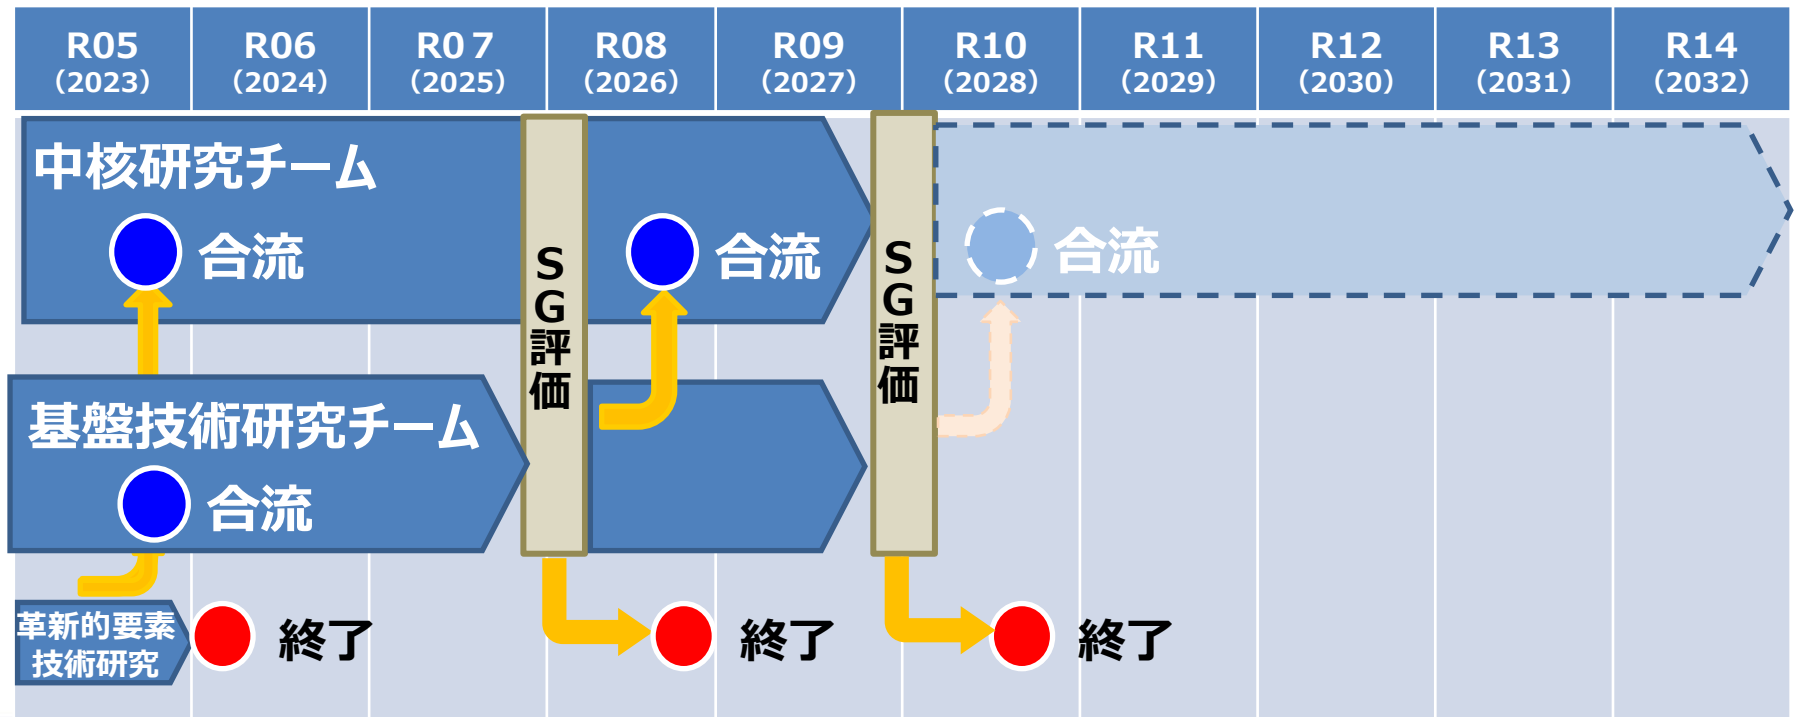 R05
（2023）
R06
（2024）
R0７
（2025）
R08
（2026）
R09
（2027）
R10
（2028）
R11
（2029）
R12
（2030）
R13
（2031）
R14
（2032）
中核研究チーム
合流
合流
合流
SG評価
SG評価
基盤技術研究チーム
合流
革新的要素
技術研究
終了
終了
終了